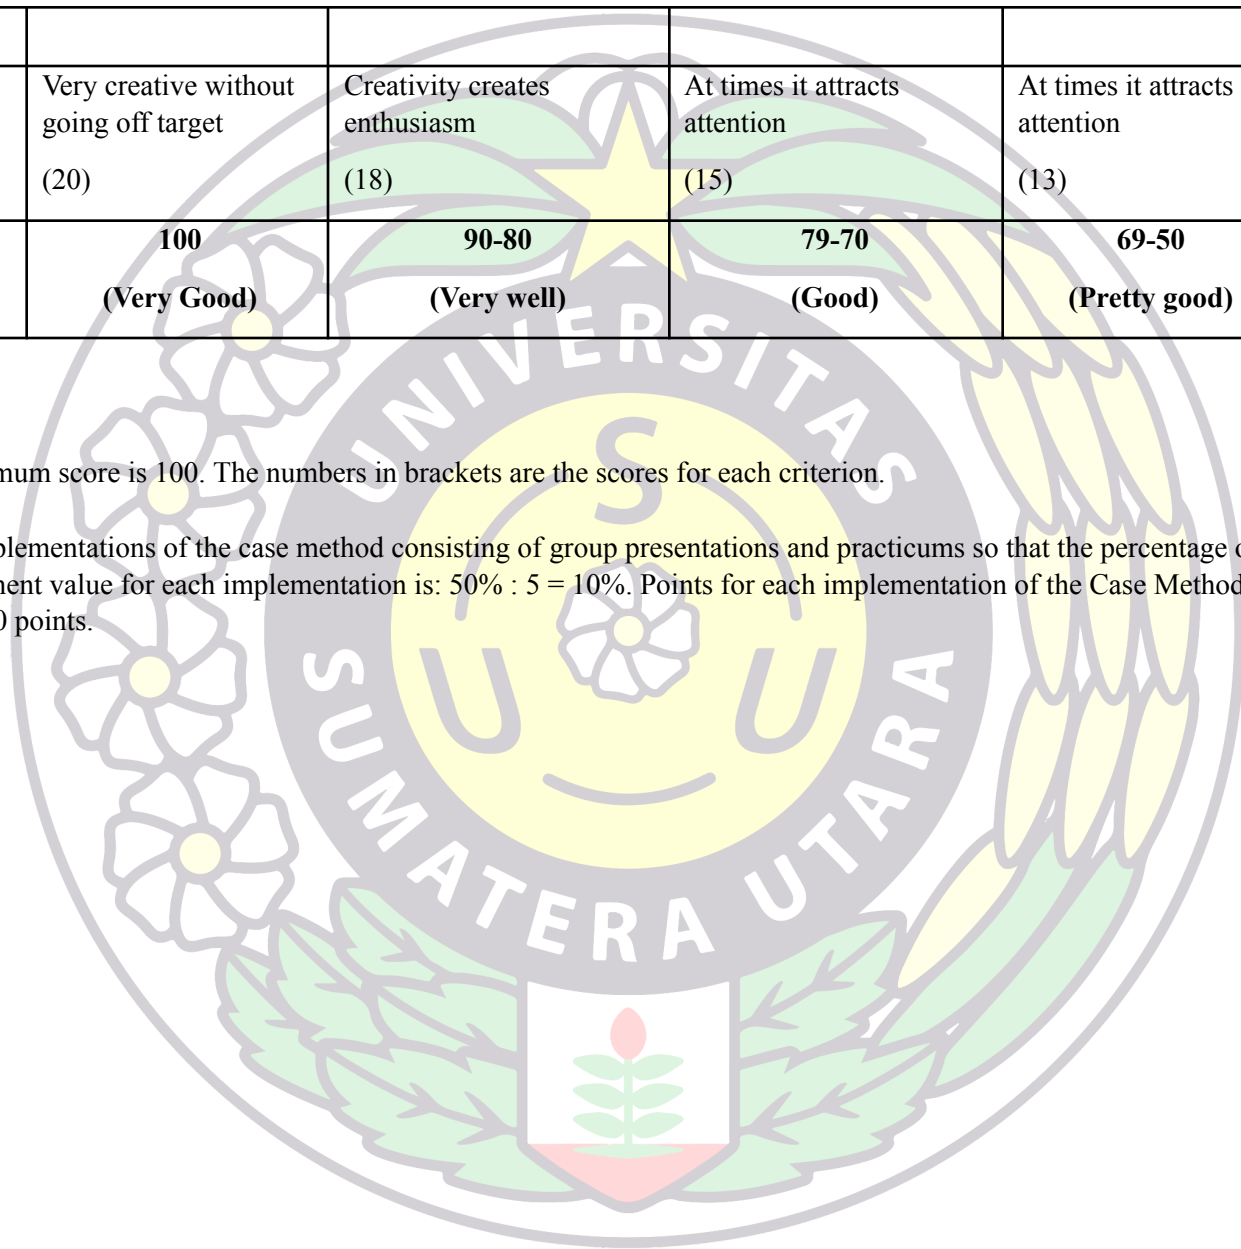 Very creative without
going off target
(20)
Creativity creates
enthusiasm
(18)
At times it attracts
attention
(15)
At times it attracts
attention
(13)
100
(Very Good)
90-80
(Very well)
79-70
(Good)
69-50
(Pretty good)
mum score is 100. The numbers in brackets are the scores for each criterion.
plementations of the case method consisting of group presentations and practicums so that the percentage o
nent value for each implementation is: 50% : 5 = 10%. Points for each implementation of the Case Method
0 points.
UNIVERSITAS
SUMATERA UTARA
U S U